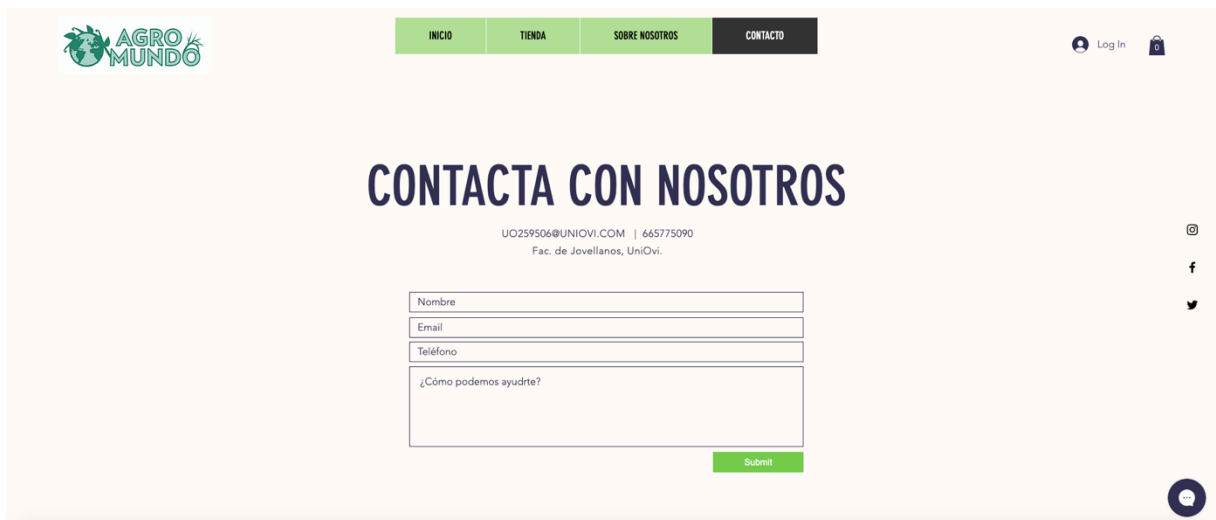 AGRO
MUNDO
INICIO
TIENDA
SOBRE NOSOTROS
CONTACTO
Log In
0
CONTACTA CON NOSOTROS
UO259506@UNIOVI.COM | 665775090
Fac. de Jovellanos, UniOvi.
Nombre
Email
Teléfono
¿Cómo podemos ayudrte?
Submit